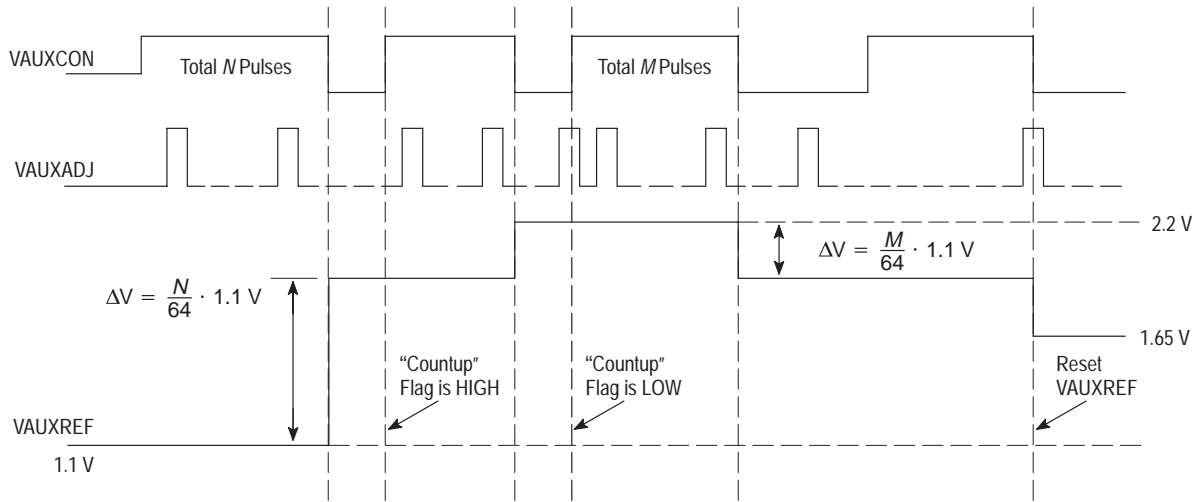 VAUXCON
Total N Pulses
Total M Pulses
VAUXADJ
2.2 V
ΔV = N/64 · 1.1 V
ΔV = M/64 · 1.1 V
1.65 V
“Countup”
Flag is HIGH
“Countup”
Flag is LOW
Reset
VAUXREF
VAUXREF
1.1 V